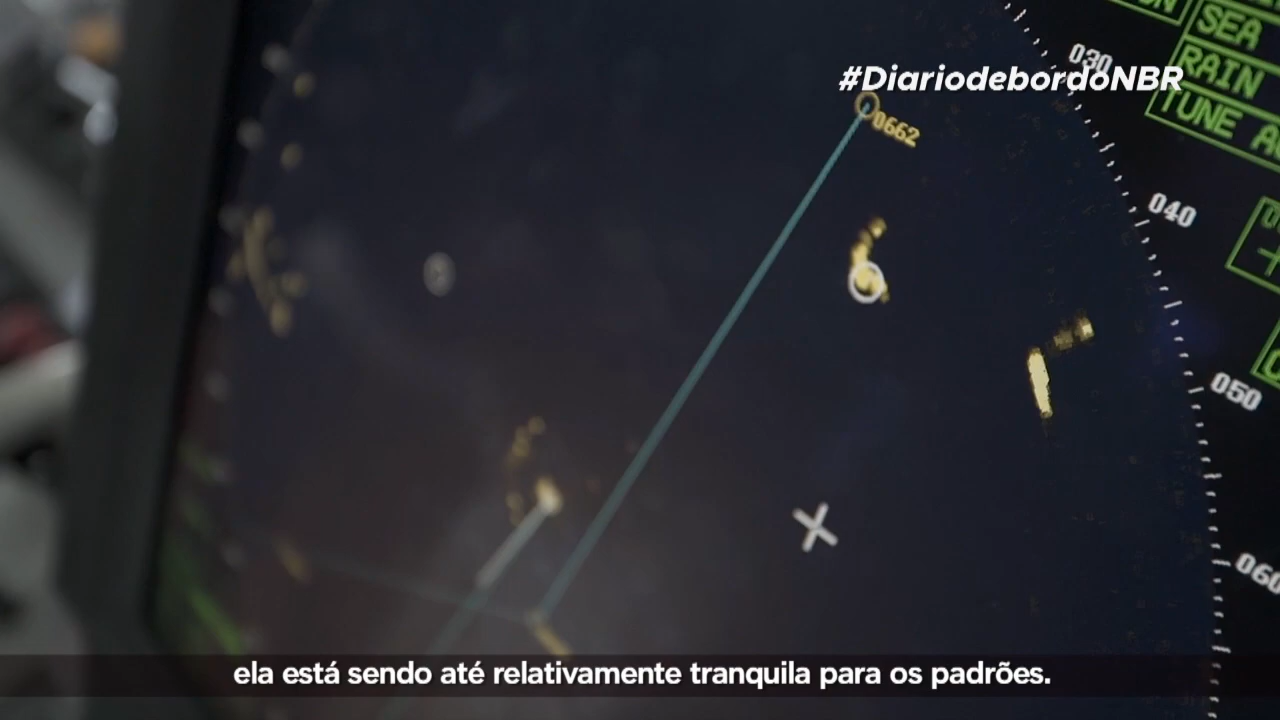 SEA
030
RAIN
#DiariodebordoNBR
TUNE
0662
040
050
060
ela está sendo até relativamente tranquila para os padrões.